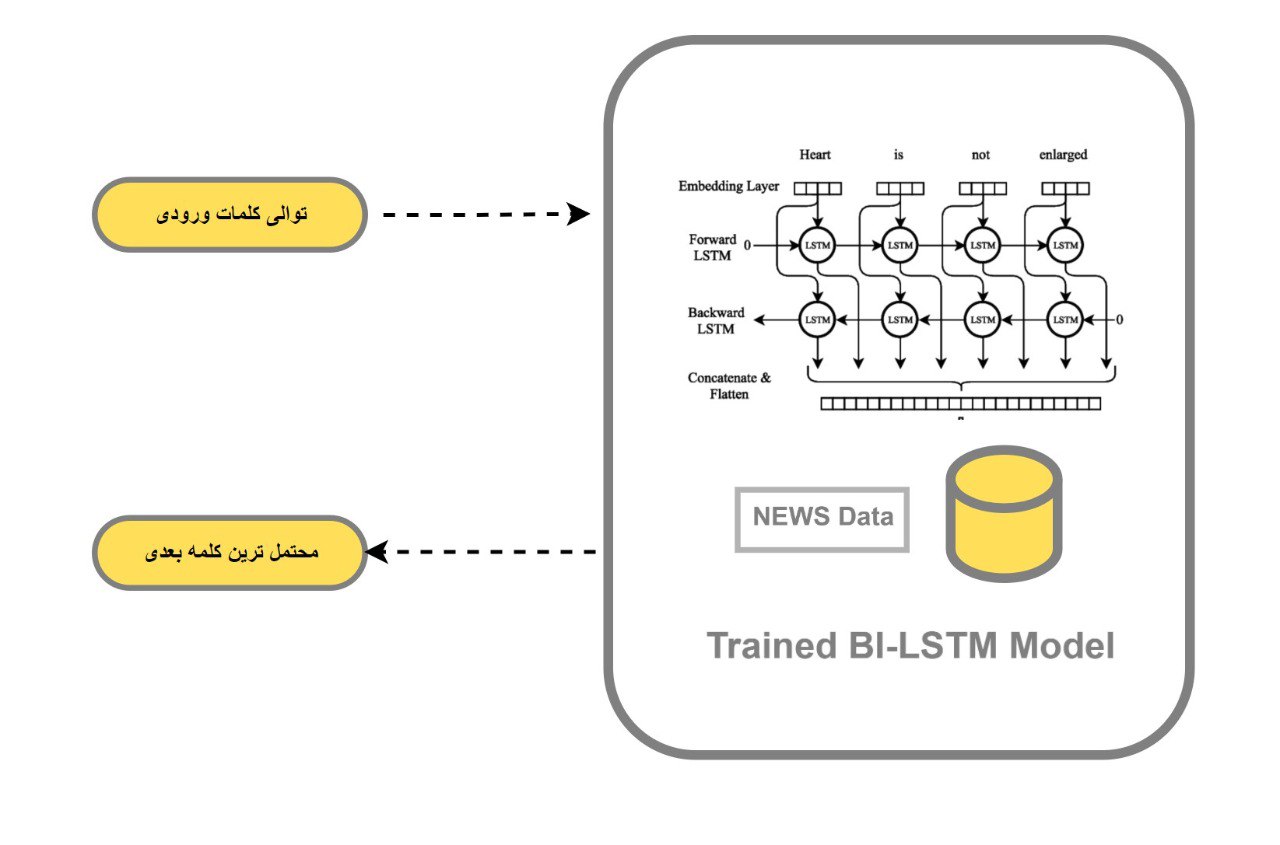 توالی کلمات ورودی
محتمل ترین کلمه بعدی
Heart is not enlarged
Embedding Layer
Forward 0 LSTM LSTM LSTM LSTM
LSTM
Backward LSTM LSTM LSTM LSTM 0
LSTM
Concatenate &
Flatten
NEWS Data
Trained BI-LSTM Model